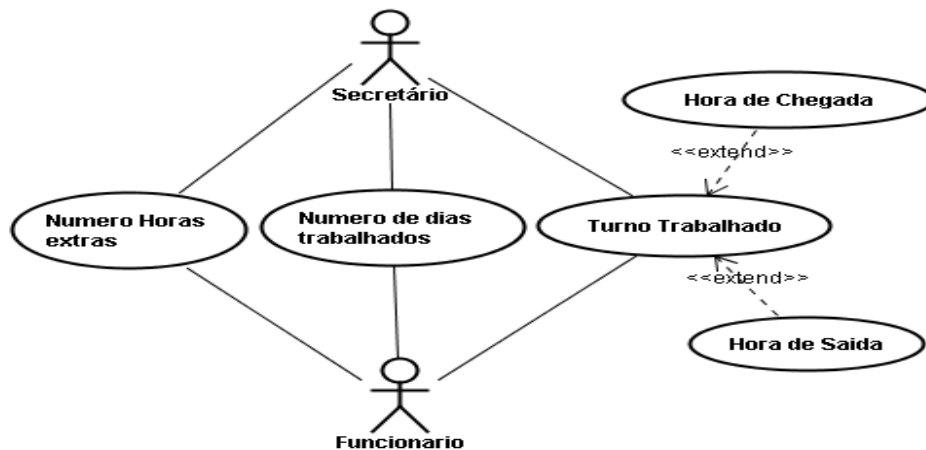 Secretário
Hora de Chegada
<<extend>>
Numero Horas
extras
Numero de dias
trabalhados
Turno Trabalhado
<<extend>>
Hora de Saida
Funcionario